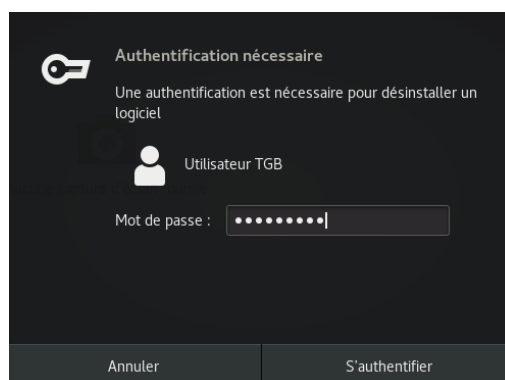 Authentification nécessaire
Une authentification est nécessaire pour désinstaller un
logiciel
Utilisateur TGB
Mot de passe : •••••••••
Annuler
S'authentifier